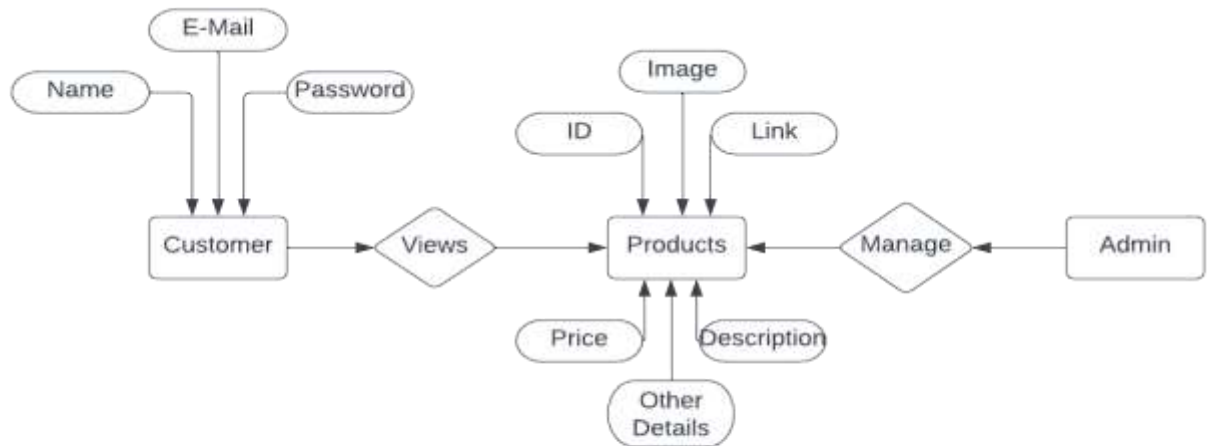 E-Mail
Name
Password
Image
ID
Link
Customer
Views
Products
Manage
Admin
Price
Description
Other
Details